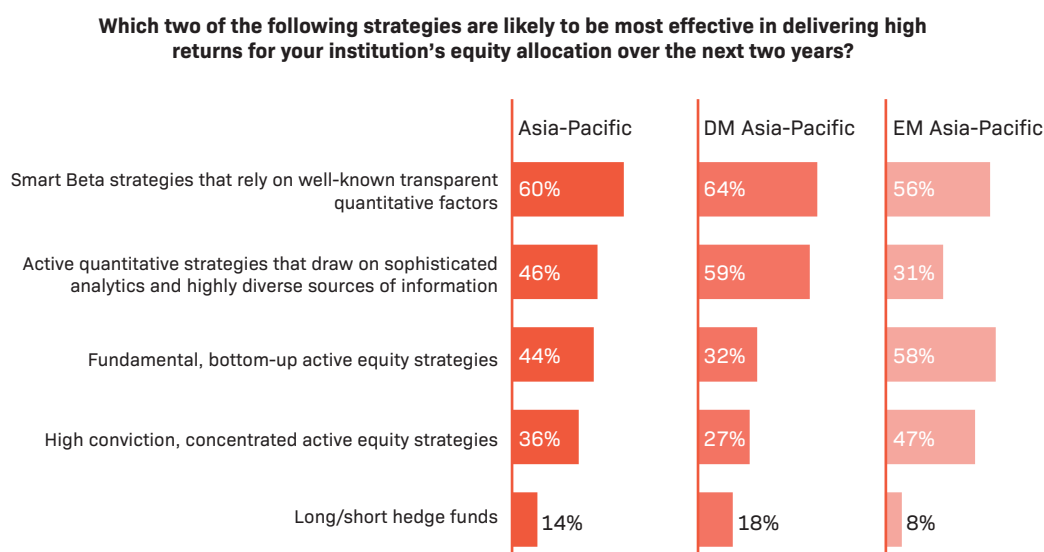 Which two of the following strategies are likely to be most effective in delivering high
returns for your institution’s equity allocation over the next two years?
Asia-Pacific
DM Asia-Pacific
EM Asia-Pacific
Smart Beta strategies that rely on well-known transparent
quantitative factors
60%
64%
56%
Active quantitative strategies that draw on sophisticated
analytics and highly diverse sources of information
46%
59%
31%
Fundamental, bottom-up active equity strategies
44%
32%
58%
High conviction, concentrated active equity strategies
36%
27%
47%
Long/short hedge funds
14%
18%
8%